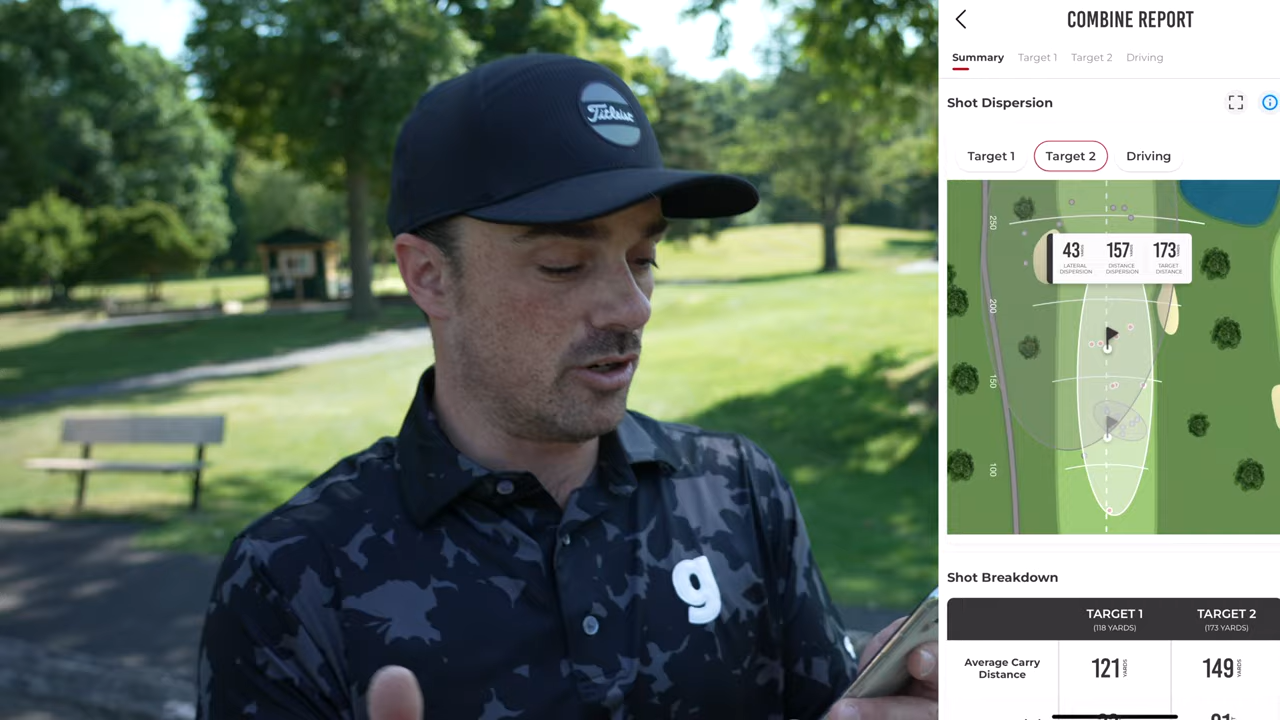 Titleist
g
COMBINE REPORT
Summary Target 1 Target 2 Driving
Shot Dispersion
Target 1 Target 2 Driving
250
43 157 173
LATERAL DISPERSION
DISTANCE DISPERSION
TARGET DISTANCE
200
150
100
Shot Breakdown
TARGET 1 TARGET 2
(118 YARDS) (173 YARDS)
Average Carry
Distance
121 YARDS 149 YARDS